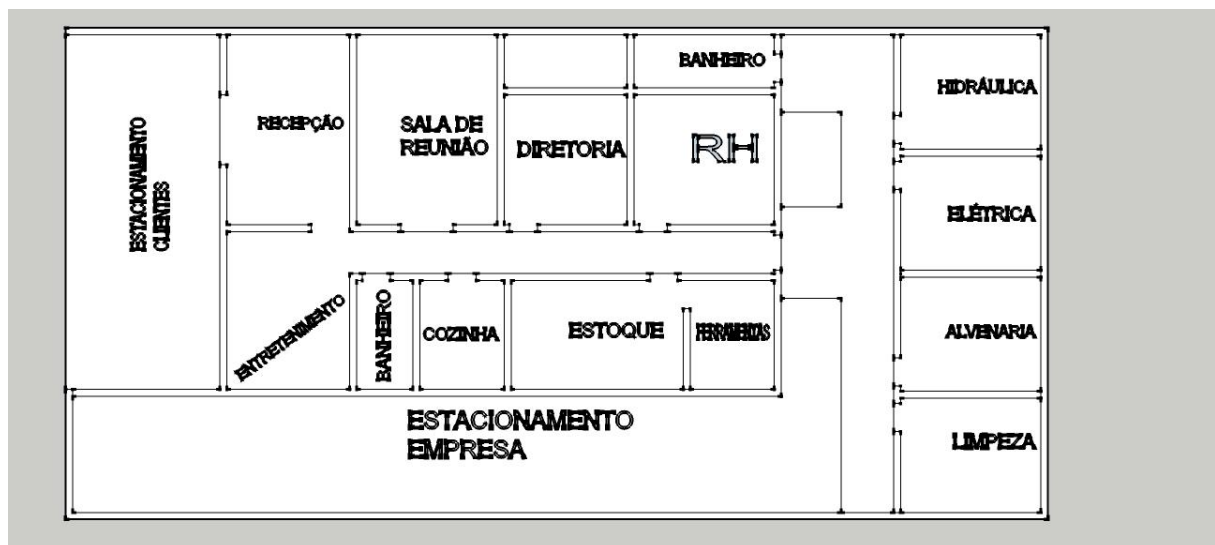 BANHEIRO
HIDRÁULICA
RECEPÇÃO
SALA DE
REUNIÃO
DIRETORIA
RH
ESTACIONAMENTO
CLIENTES
ELÉTRICA
ENTRETENIMENTO
BANHEIRO
COZINHA
ESTOQUE
FERRAMENTAS
ALVENARIA
ESTACIONAMENTO
EMPRESA
LIMPEZA